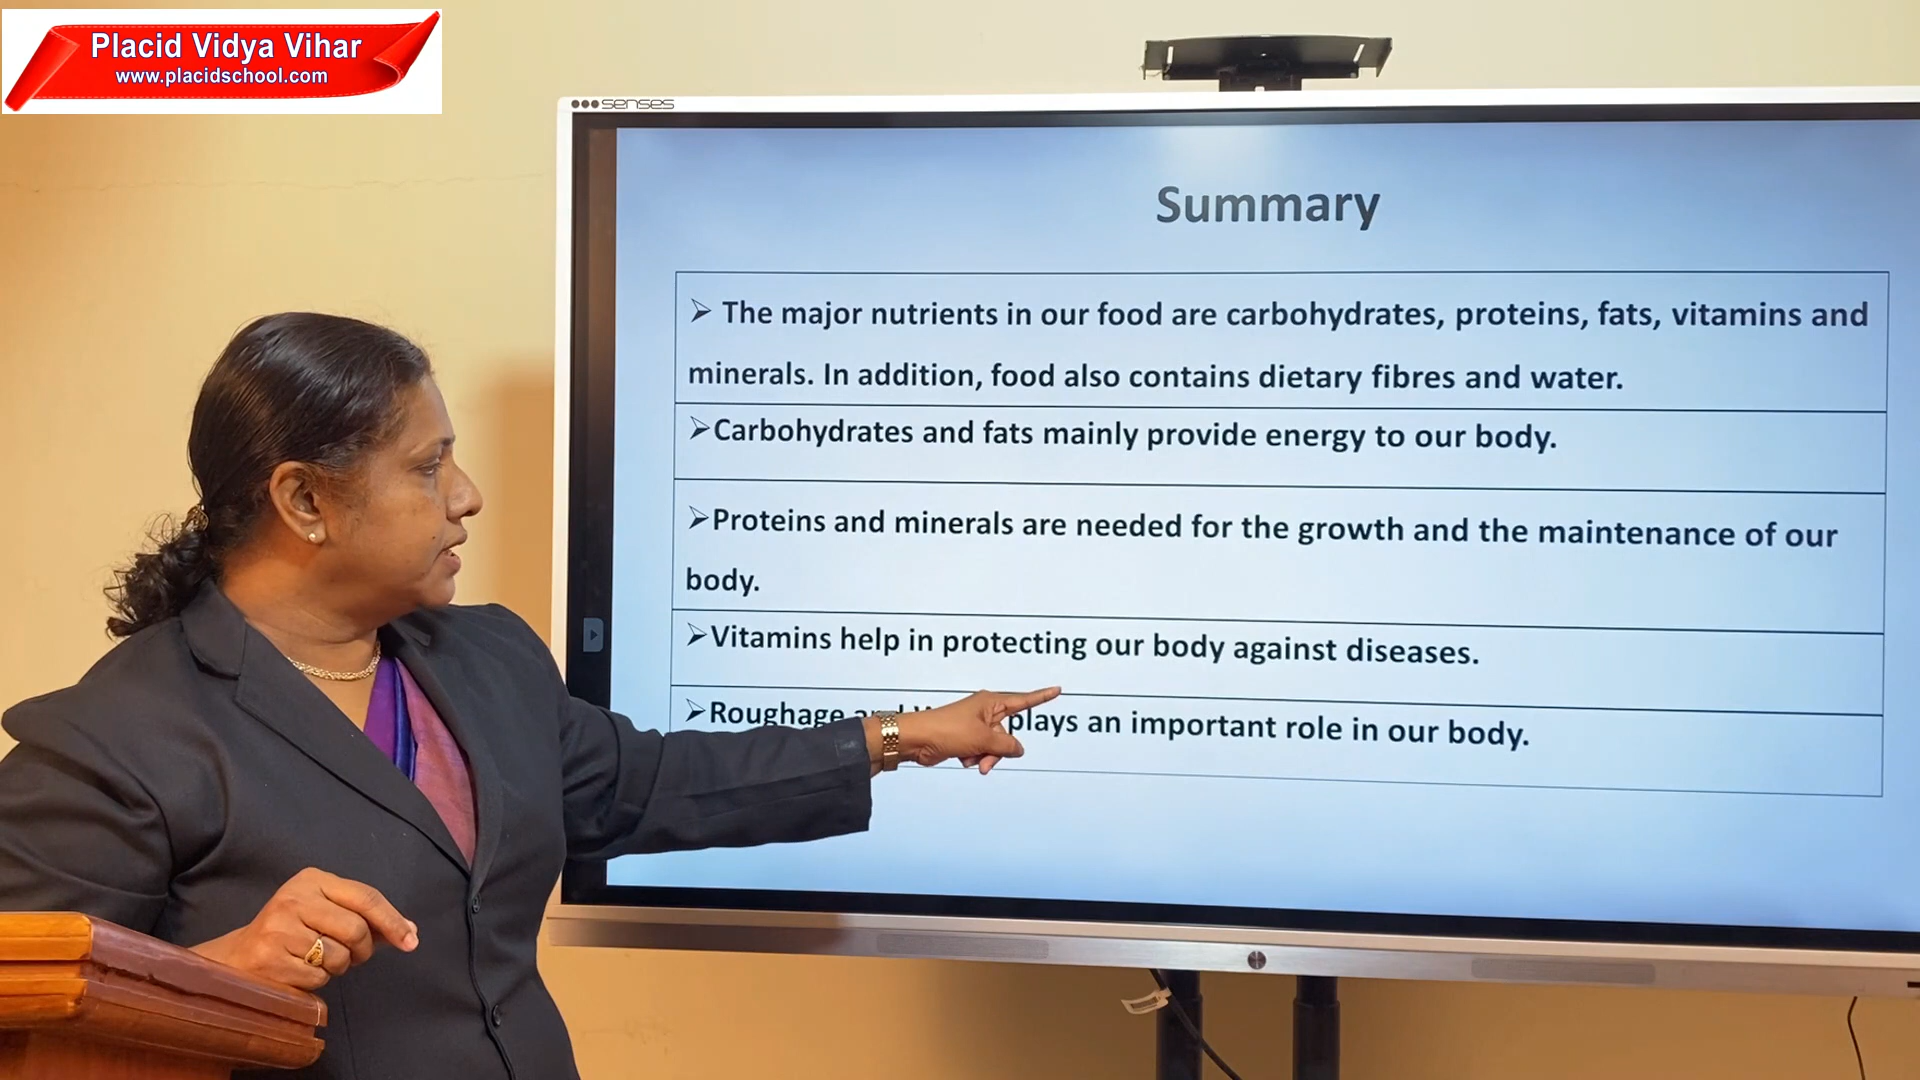 Placid Vidya Vihar
www.placidschool.com
senses
Summary
➢ The major nutrients in our food are carbohydrates, proteins, fats, vitamins and
minerals. In addition, food also contains dietary fibres and water.
➢Carbohydrates and fats mainly provide energy to our body.
➢Proteins and minerals are needed for the growth and the maintenance of our
body.
➢Vitamins help in protecting our body against diseases.
➢Roughage and plays an important role in our body.